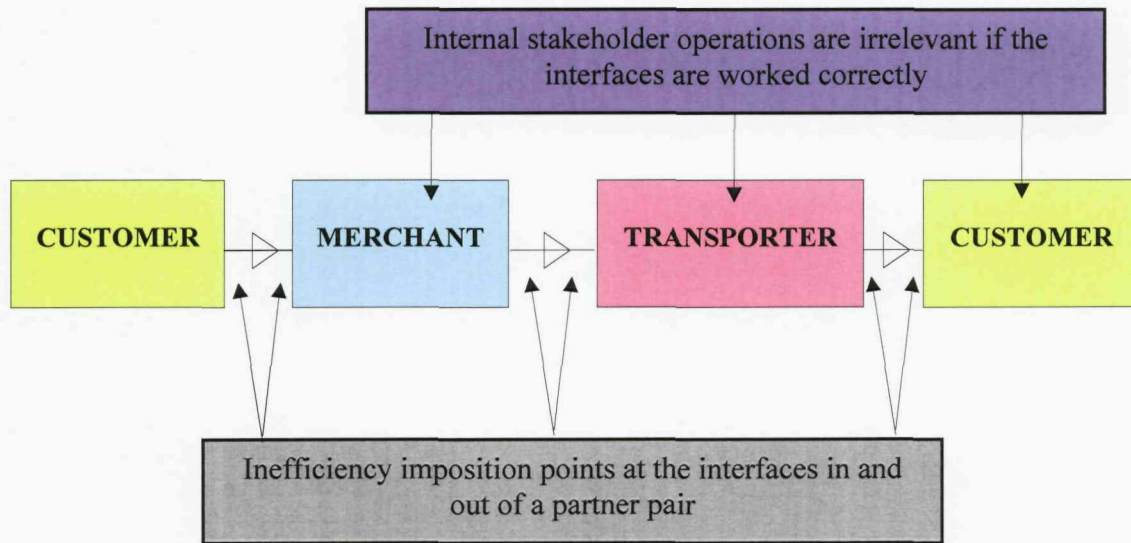 Internal stakeholder operations are irrelevant if the
interfaces are worked correctly
CUSTOMER
MERCHANT
TRANSPORTER
CUSTOMER
Inefficiency imposition points at the interfaces in and
out of a partner pair